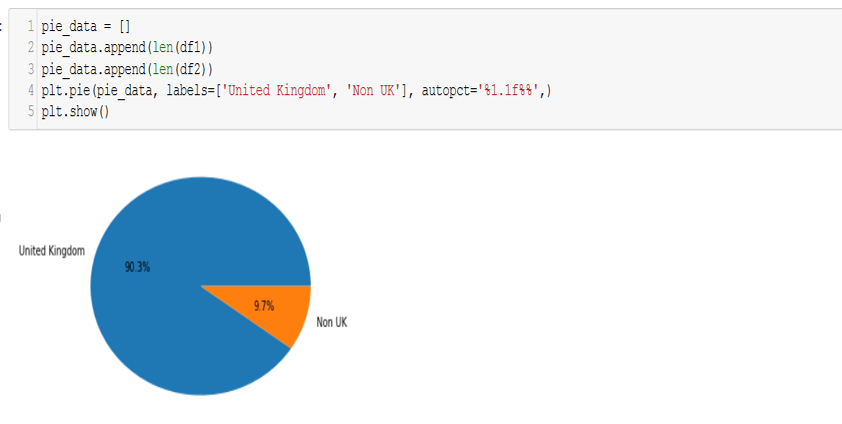 1 pie_data = []
2 pie_data.append(len(df1))
3 pie_data.append(len(df2))
4 plt.pie(pie_data, labels=['United Kingdom', 'Non UK'], autopct='%1.1f%%',)
5 plt.show()
United Kingdom
90.3%
9.7%
Non UK